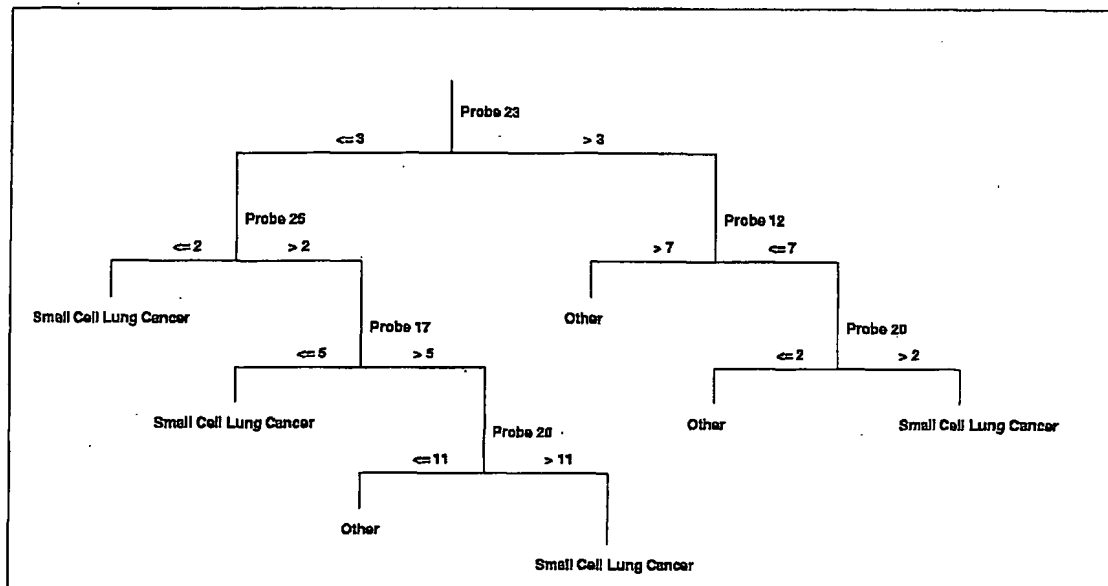 Probe 23
<=3 > 3
Probe 25 Probe 12
<=2 > 2 > 7 <=7
Small Cell Lung Cancer Other
Probe 17 Probe 20
<=5 > 5 <=2 > 2
Small Cell Lung Cancer Other Small Cell Lung Cancer
Probe 20
<=11 > 11
Other
Small Cell Lung Cancer